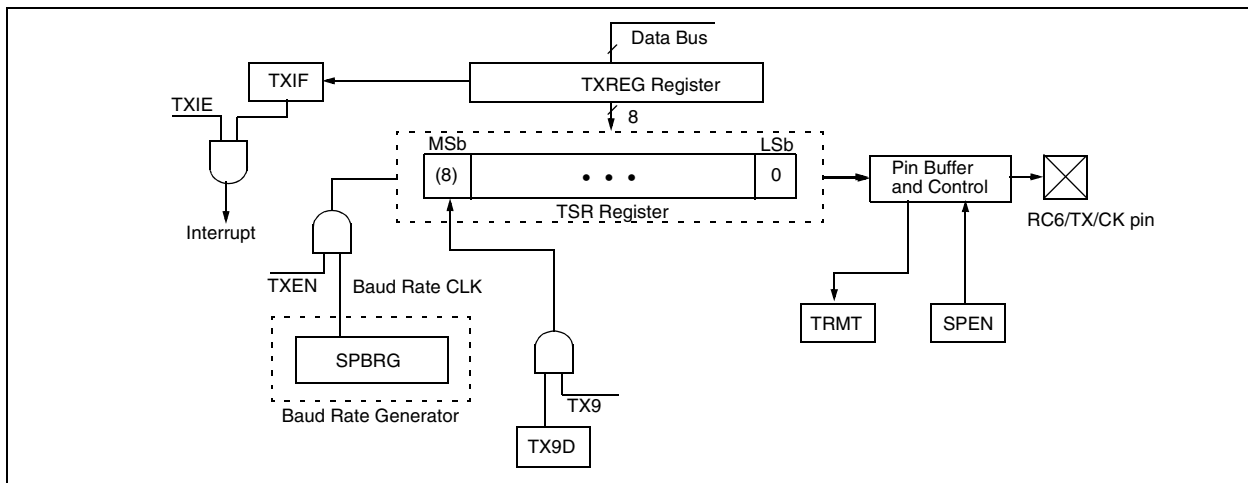 Data Bus
TXIF
TXREG Register
TXIE
8
MSb
LSb
(8)
• • •
0
Pin Buffer
and Control
TSR Register
RC6/TX/CK pin
Interrupt
TXEN
Baud Rate CLK
TRMT
SPEN
SPBRG
TX9
Baud Rate Generator
TX9D